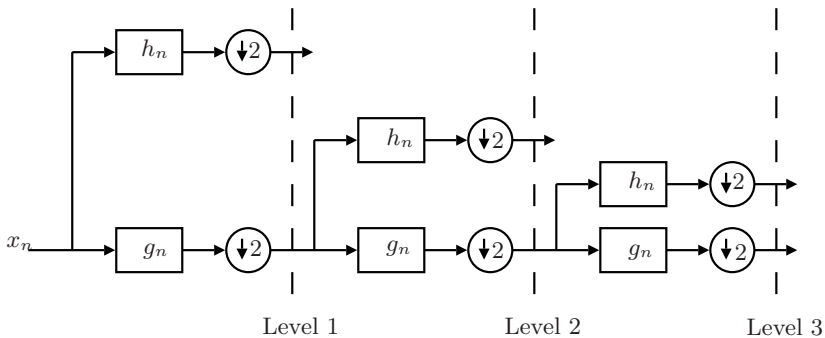 h_n ↓2
h_n ↓2
h_n ↓2
x_n g_n ↓2 g_n ↓2 g_n ↓2
Level 1 Level 2 Level 3